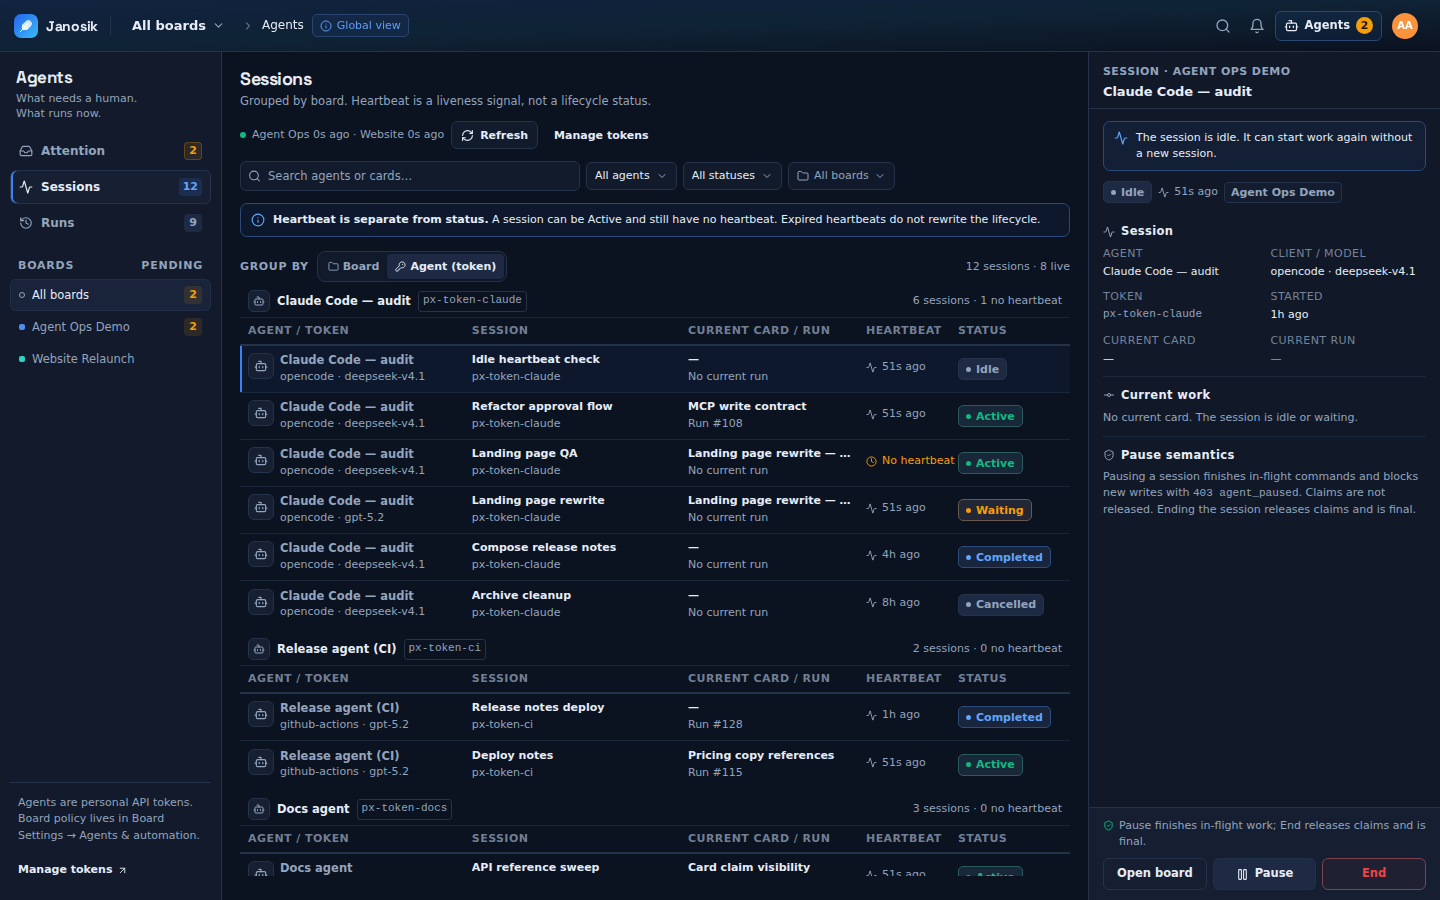 Janosik
All boards
Agents
Global view
Agents 2
AA
Agents
What needs a human.
What runs now.
Attention 2
Sessions 12
Runs 9
BOARDS PENDING
All boards 2
Agent Ops Demo 2
Website Relaunch
Agents are personal API tokens.
Board policy lives in Board
Settings → Agents & automation.
Manage tokens
Sessions
Grouped by board. Heartbeat is a liveness signal, not a lifecycle status.
Agent Ops 0s ago · Website 0s ago Refresh Manage tokens
Search agents or cards... All agents All statuses All boards
Heartbeat is separate from status. A session can be Active and still have no heartbeat. Expired heartbeats do not rewrite the lifecycle.
GROUP BY Board Agent (token) 12 sessions · 8 live
Claude Code — audit px-token-claude 6 sessions · 1 no heartbeat
AGENT / TOKEN SESSION CURRENT CARD / RUN HEARTBEAT STATUS
Claude Code — audit Idle heartbeat check — 51s ago Idle
opencode · deepseek-v4.1 px-token-claude No current run
Claude Code — audit Refactor approval flow MCP write contract 51s ago Active
opencode · deepseek-v4.1 px-token-claude Run #108
Claude Code — audit Landing page QA Landing page rewrite — ... No heartbeat Active
opencode · deepseek-v4.1 px-token-claude No current run
Claude Code — audit Landing page rewrite Landing page rewrite — ... 51s ago Waiting
opencode · gpt-5.2 px-token-claude No current run
Claude Code — audit Compose release notes — 4h ago Completed
opencode · deepseek-v4.1 px-token-claude No current run
Claude Code — audit Archive cleanup — 8h ago Cancelled
opencode · deepseek-v4.1 px-token-claude No current run
Release agent (CI) px-token-ci 2 sessions · 0 no heartbeat
AGENT / TOKEN SESSION CURRENT CARD / RUN HEARTBEAT STATUS
Release agent (CI) Release notes deploy — 1h ago Completed
github-actions · gpt-5.2 px-token-ci Run #128
Release agent (CI) Deploy notes Pricing copy references 51s ago Active
github-actions · gpt-5.2 px-token-ci Run #115
Docs agent px-token-docs 3 sessions · 0 no heartbeat
AGENT / TOKEN SESSION CURRENT CARD / RUN HEARTBEAT STATUS
Docs agent API reference sweep Card claim visibility 51s ago Active
SESSION · AGENT OPS DEMO
Claude Code — audit
The session is idle. It can start work again without
a new session.
Idle 51s ago Agent Ops Demo
Session
AGENT CLIENT / MODEL
Claude Code — audit opencode · deepseek-v4.1
TOKEN STARTED
px-token-claude 1h ago
CURRENT CARD CURRENT RUN
— —
Current work
No current card. The session is idle or waiting.
Pause semantics
Pausing a session finishes in-flight commands and blocks
new writes with 403 agent_paused. Claims are not
released. Ending the session releases claims and is final.
Pause finishes in-flight work; End releases claims and is
final.
Open board Pause End